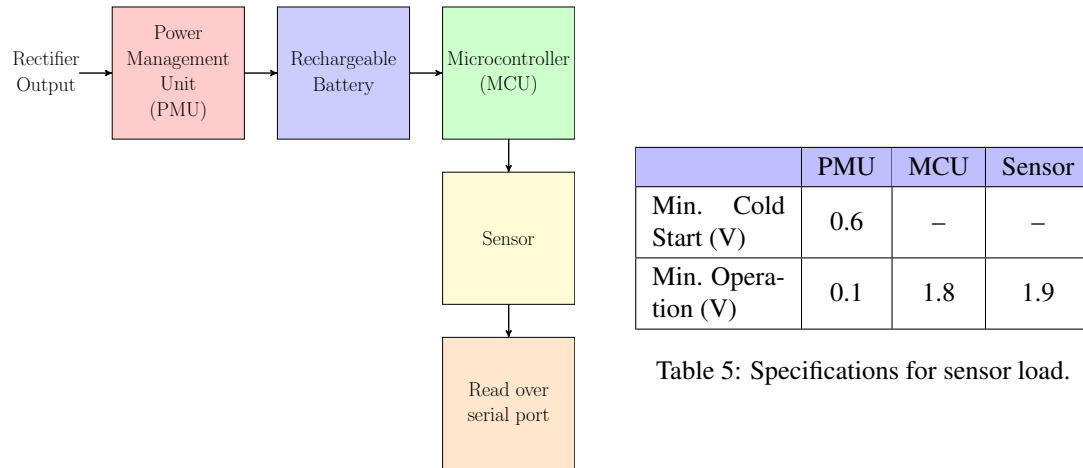 Rectifier
Output
Power
Management
Unit
(PMU)
Rechargeable
Battery
Microcontroller
(MCU)
Sensor
Read over
serial port
PMU MCU Sensor
Min. Cold
Start (V)
0.6 – –
Min. Opera-
tion (V)
0.1 1.8 1.9
Table 5: Specifications for sensor load.